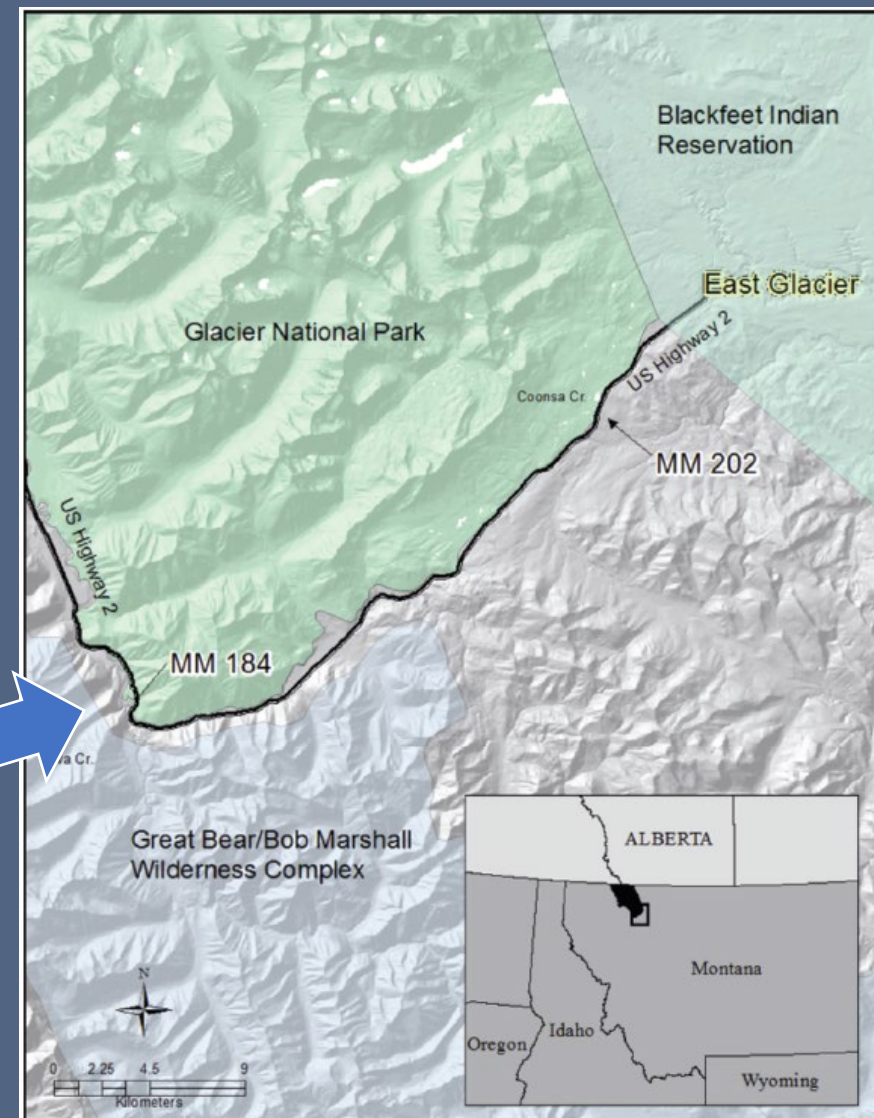 Blackfeet Indian
Reservation
East Glacier
Glacier National Park
US Highway 2
Coonsa Cr.
MM 202
US Highway 2
MM 184
Cr.
Great Bear/Bob Marshall
Wilderness Complex
N
0 2.25 4.5 9
Kilometers
ALBERTA
Montana
Idaho
Oregon
Wyoming